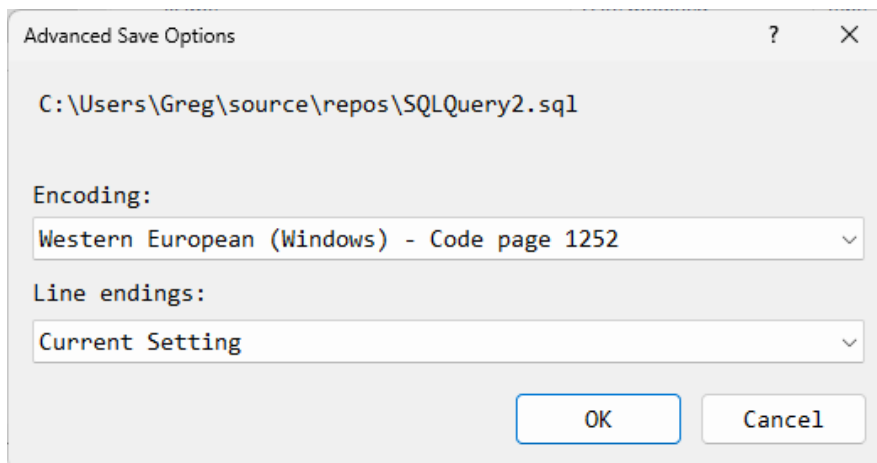 Advanced Save Options ?
C:\Users\Greg\source\repos\SQLQuery2.sql
Encoding:
Western European (Windows) - Code page 1252
Line endings:
Current Setting
OK Cancel